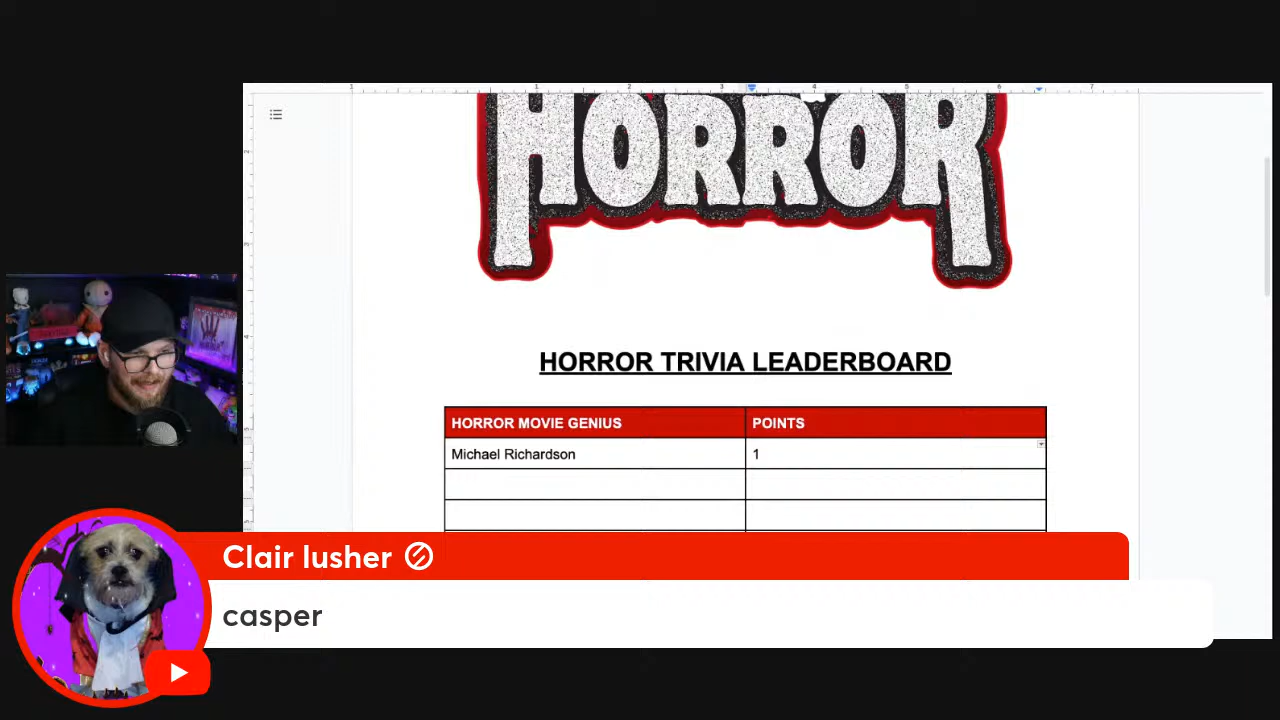 HORROR
HORROR TRIVIA LEADERBOARD
HORROR MOVIE GENIUS POINTS
Michael Richardson 1
Clair lusher
casper